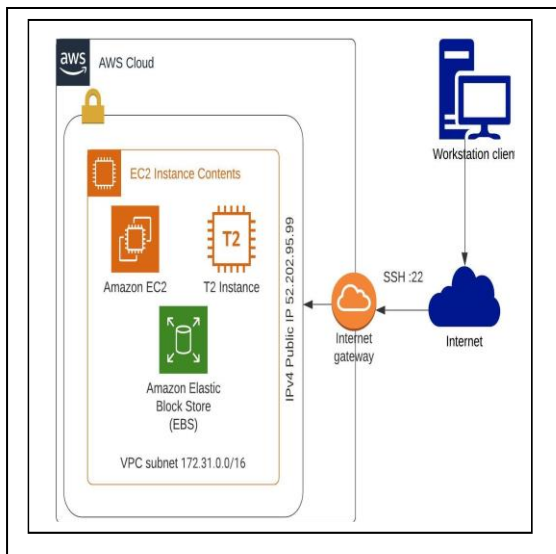 aws
AWS Cloud
Workstation clien
EC2 Instance Contents
T2
Amazon EC2
T2 Instance
Amazon Elastic
Block Store
(EBS)
VPC subnet 172.31.0.0/16
IPv4 Public IP 52.202.95.99
SSH :22
Internet
gateway
Internet